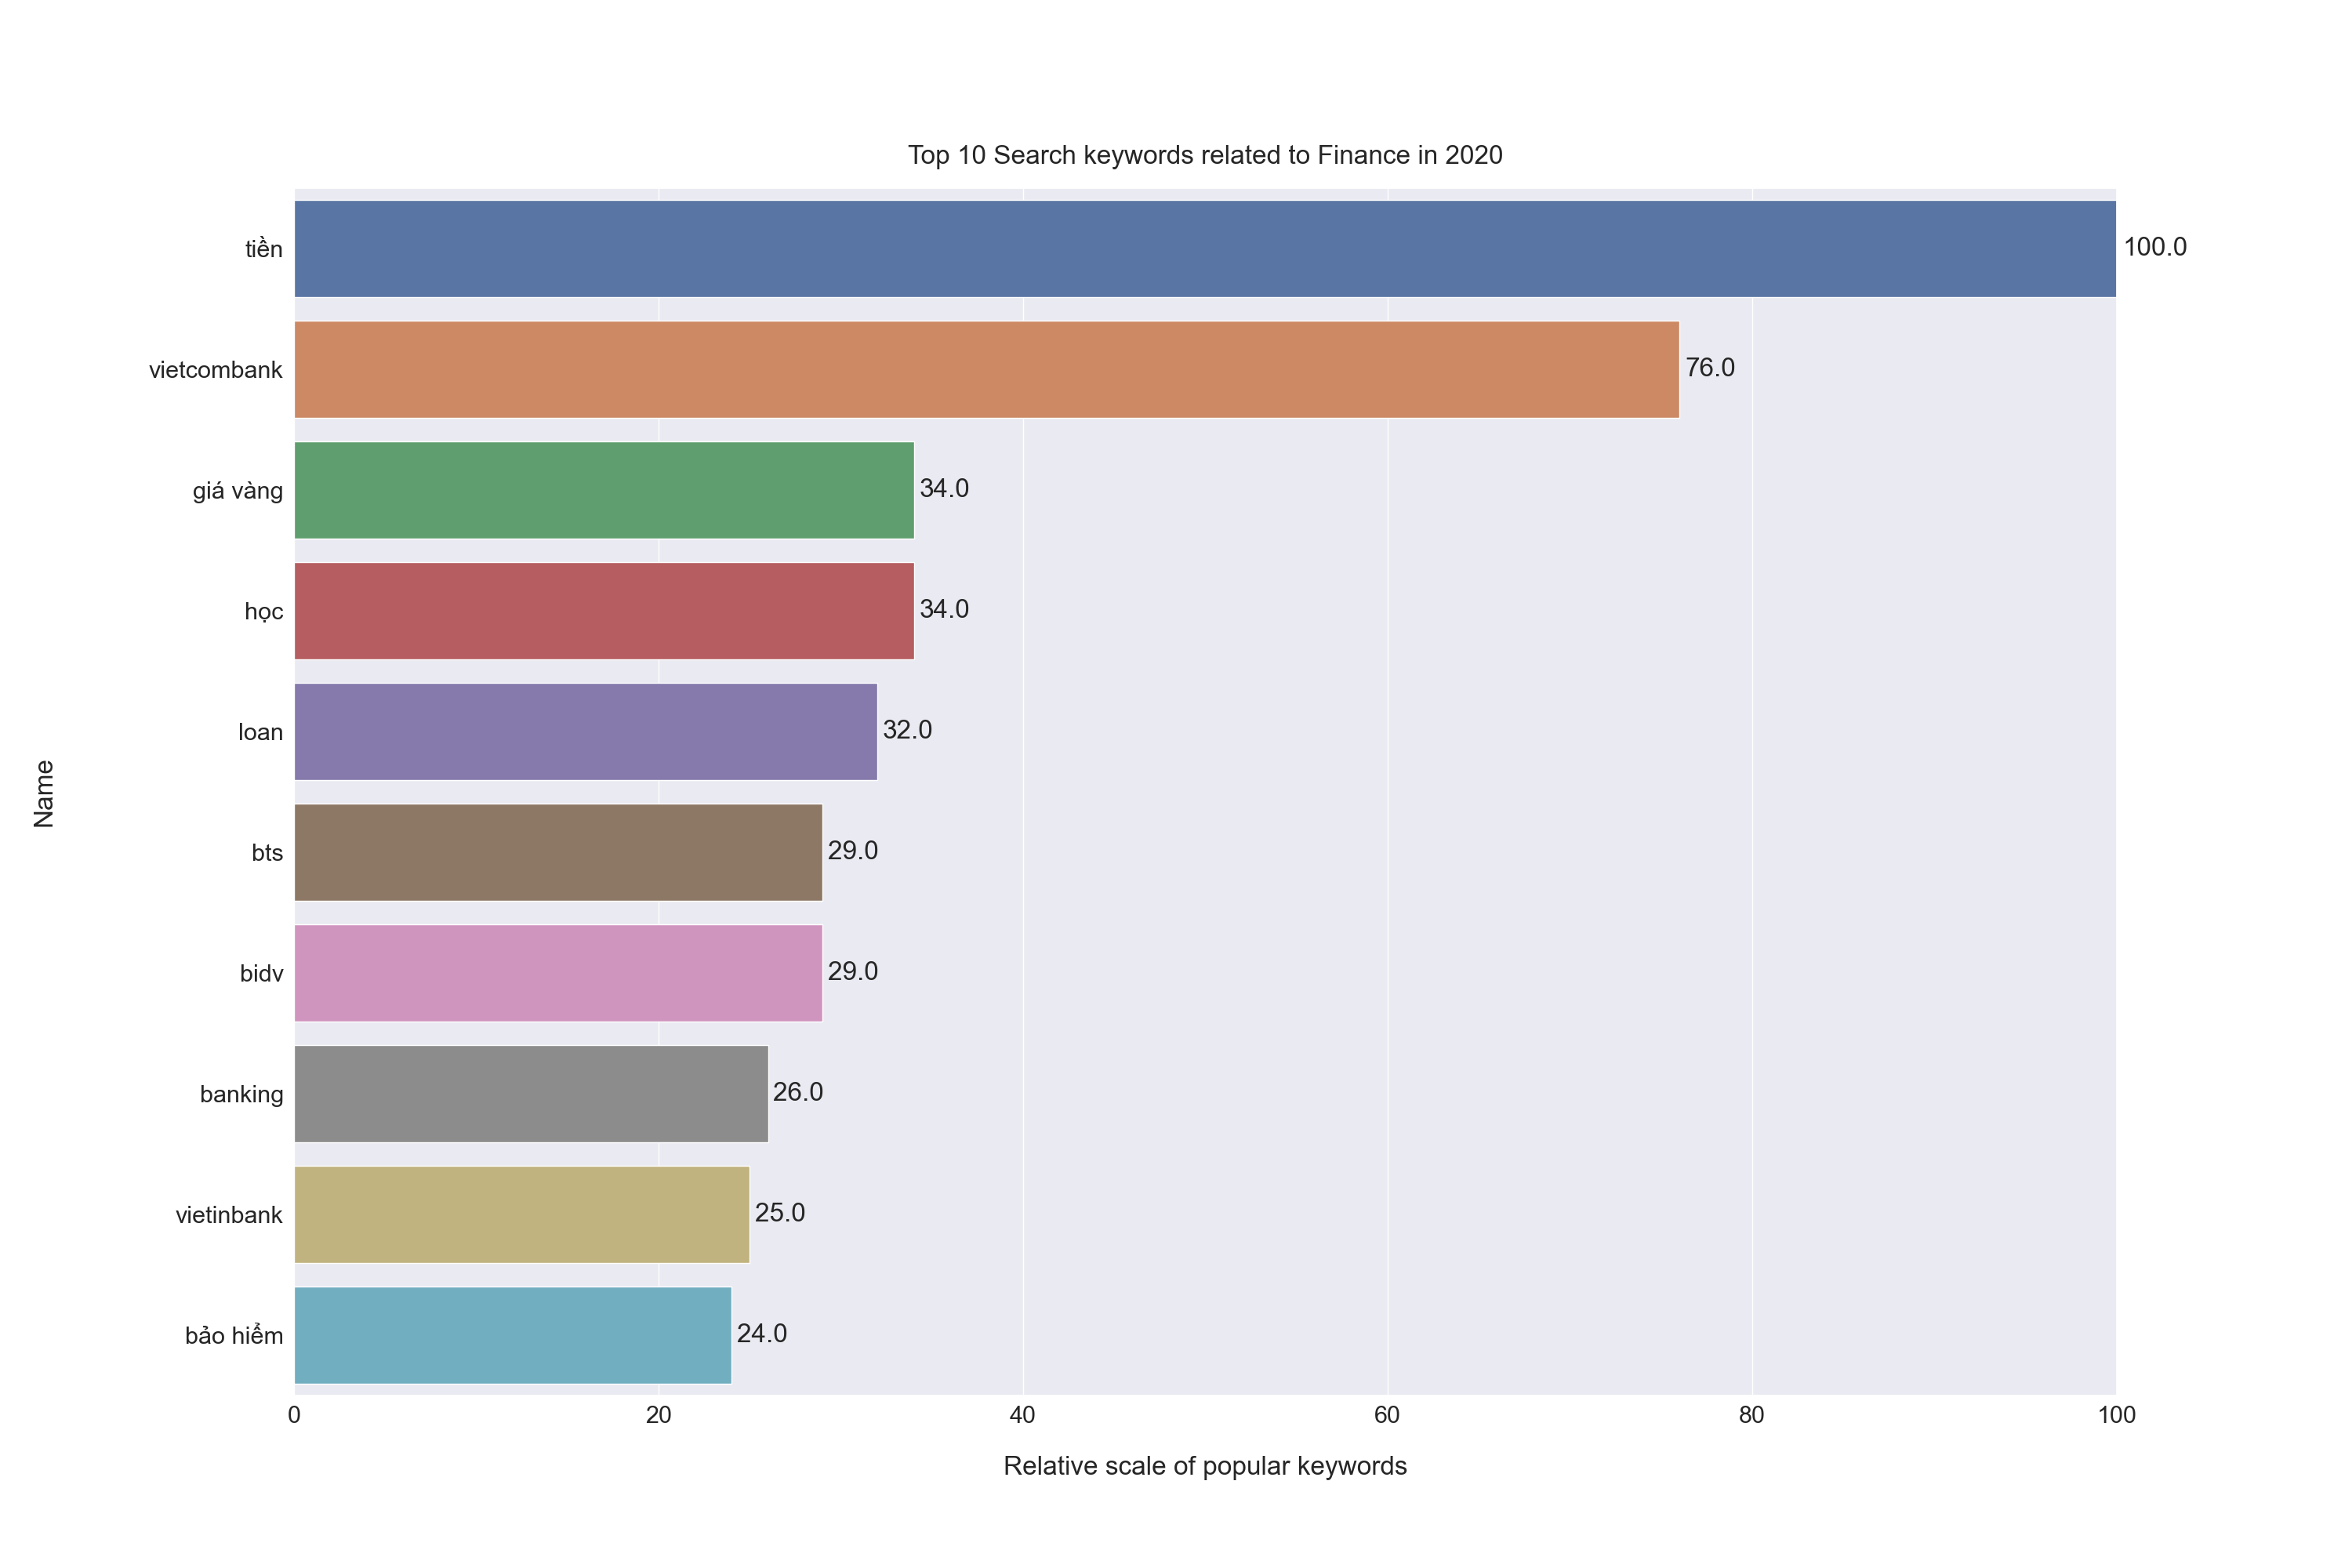 Top 10 Search keywords related to Finance in 2020
tiền
100.0
vietcombank
76.0
giá vàng
34.0
học
34.0
loan
32.0
bts
29.0
bidv
29.0
banking
26.0
vietinbank
25.0
bảo hiểm
24.0
Name
0 20 40 60 80 100
Relative scale of popular keywords